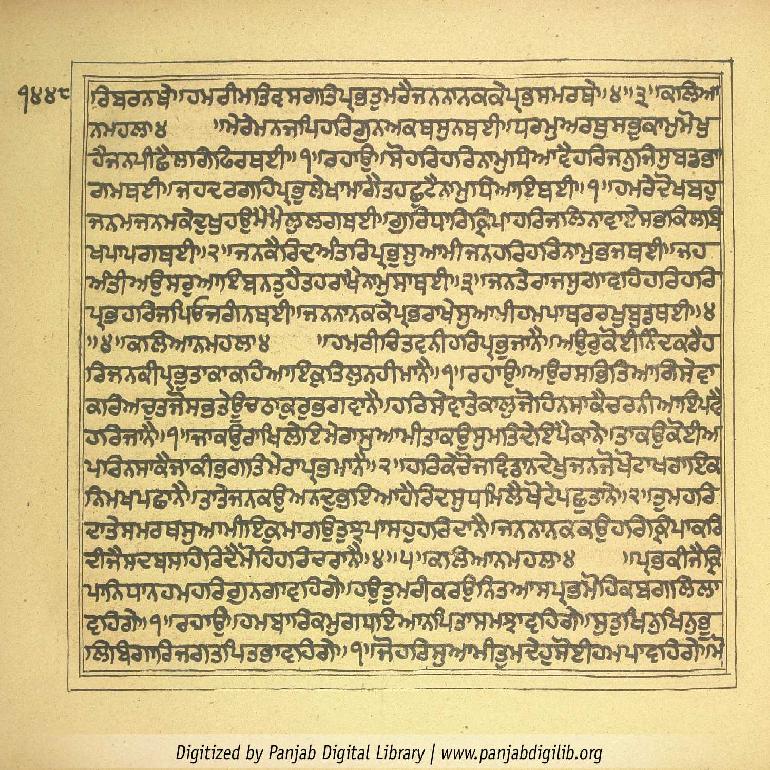 ੧੪੪੮
ਰਿਬਰਨਥੇ॥ਹਮਰੀਮਤਿਵਸਗਤਿਪ੍ਰਭਤੁਮਰੈਜਨਨਾਨਕਕੇਪ੍ਰਭਸਮਰਥੇ॥੪॥੩॥ਕਾਲਿਆ
ਨਮਹਲਾ੪ ॥ਮੇਰੇਮਨਜਪਿਹਰਿਗੁਨਅਕਥਸੁਨਥਈ॥ਧਰਮੁਅਰਥੁਸਭੁਕਾਮੁਮੋਖੁ
ਹੈਜਨਪੀਛੈਲਗਿਫਿਰਥਈ॥੧॥ਰਹਾਉ॥ਸੋਹਰਿਹਰਿਨਾਮੁਧਿਆਵੈਹਰਿਜਨੁਜਿਸੁਬਡਭਾ
ਗਮਥਈ॥ਜਹਦਰਗਹਿਪ੍ਰਭੁਲੇਖਾਮਾਗੈਤਹਛੁਟੈਨਾਮੁਧਿਆਇਥਈ॥੧॥ਹਮਰੇਦੋਖਬਹੁ
ਜਨਮਜਨਮਕੇਦੁਖੁਹਉਮੈਮੈਲੁਲਗਥਈ॥ਗੁਰਿਧਾਰਿਕ੍ਰਿਪਾਹਰਿਜਲਿਨਾਵਾਏਸਭਕਿਲਬਿ
ਖਪਾਪਗਥਈ॥੨॥ਜਨਕੈਰਿਦਅੰਤਰਿਪ੍ਰਭੁਸੁਆਮੀਜਨਹਰਿਹਰਿਨਾਮੁਭਜਥਈ॥ਜਹ
ਅੰਤੀਅਉਸਰੁਆਇਬਨਤੁਹੈਤਹਰਾਖੈਨਾਮੁਸਾਥਈ॥੩॥ਜਨਤੇਰਾਜਸੁਗਾਵਹਿਹਰਿਹਰਿ
ਪ੍ਰਭਹਰਿਜਪਿਓਜਗੰਨਥਈ॥ਜਨਨਾਨਕਕੇਪ੍ਰਭਰਾਖੇਸੁਆਮੀਹਮਪਾਥਰਰਖੁਬੁਡਥਈ॥੪
॥੪॥ਕਾਲਿਆਨਮਹਲਾ੪ ॥ਹਮਰੀਚਿਤਵਨੀਹਰਿਪ੍ਰਭੁਜਾਨੈ॥ਅਉਰੁਕੋਈਨਿੰਦਕਰੈਹ
ਰਿਜਨਕੀਪ੍ਰਭੁਤਾਕਾਕਹਿਆਇਕੁਤਿਲੁਨਹੀਮਾਨੈ॥੧॥ਰਹਾਉ॥ਅਉਰਸਭਤਿਆਗਿਸੇਵਾ
ਕਰਿਅਚੁਤਜੋਸਭਤੇਊਚਠਾਕੁਰੁਭਗਵਾਨੈ॥ਹਰਿਸੇਵਾਤੇਕਾਲੁਜੋਹਿਨਸਾਕੈਚਰਨੀਆਇਪਵੈ
ਹਰਿਜਾਨੈ॥੧॥ਜਾਕਉਰਾਖਿਲੇਇਮੇਰਾਸੁਆਮੀਤਾਕਉਸੁਮਤਿਦੇਇਪੈਕਾਨੈ॥ਤਾਕਉਕੋਈਅ
ਪਰਿਨਸਾਕੈਜਾਕੀਭਗਤਿਮੇਰਾਪ੍ਰਭੁਮਾਨੈ॥੨॥ਹਰਿਕੇਚੋਜਵਿਡਾਨਦੇਖੁਜਨਜੋਖੋਟਾਖਰਾਇਕ
ਨਿਮਖਪਛਾਨੈ॥ਤਾਤੇਜਨਕਉਅਨਦੁਭਇਆਹੈਰਿਦਸੁਧਮਿਲੈਖੋਟੇਪਛੁਤਾਨੈ॥੩॥ਤੁਮਹਰਿ
ਦਾਤੇਸਮਰਥਸੁਆਮੀਇਕੁਮਾਗਉਤੁਝਪਾਸਹੁਹਰਿਦਾਨੈ॥ਜਨਨਾਨਕਕਉਹਰਿਕ੍ਰਿਪਾਕਰਿ
ਦੀਜੈਸਦਬਸਹਿਰਿਦੈਮੋਹਿਹਰਿਚਰਾਨੈ॥੪॥੫॥ਕਾਲਿਆਨਮਹਲਾ੪ ॥ਪ੍ਰਭਕੀਜੈਕ੍ਰਿ
ਪਾਨਿਧਾਨਹਮਹਰਿਗੁਨਗਾਵਹਿਗੇ॥ਹਉਤੁਮਰੀਕਰਉਨਿਤਆਸਪ੍ਰਭਮੋਹਿਕਬਗਲਿਲਾ
ਵਹਿਗੇ॥੧॥ਰਹਾਉ॥ਹਮਬਾਰਿਕਮੁਗਧਇਆਨਪਿਤਾਸਮਝਾਵਹਿਗੇ॥ਸੁਤੁਖਿਨੁਖਿਨੁਭੂ
ਲਿਬਿਗਾਰਿਜਗਤਪਿਤਭਾਵਹਿਗੇ॥੧॥ਜੋਹਰਿਸੁਆਮੀਤੁਮਦੇਹੁਸੋਈਹਮਪਾਵਹਿਗੇ॥ਮੋ
Digitized by Panjab Digital Library | www.panjabdigilib.org